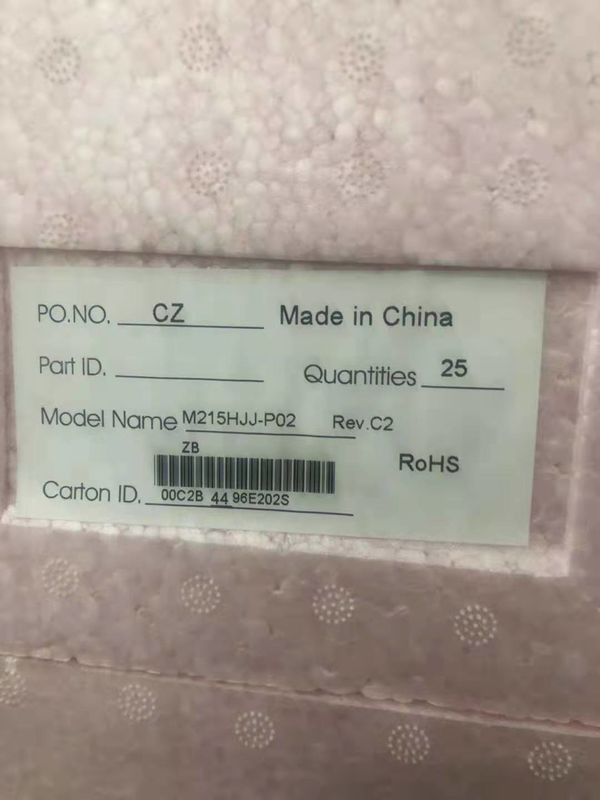 PO.NO. CZ Made in China
Part ID. Quantities 25
Model Name M215HJJ-P02 Rev.C2
ZB
RoHS
Carton ID. 00C2B 44 96E202S